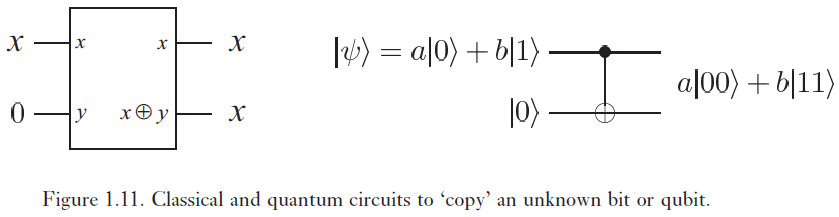 x x x x |ψ⟩ = a|0⟩ + b|1⟩
a|00⟩ + b|11⟩
0 y x⊕y x |0⟩
Figure 1.11. Classical and quantum circuits to ‘copy’ an unknown bit or qubit.